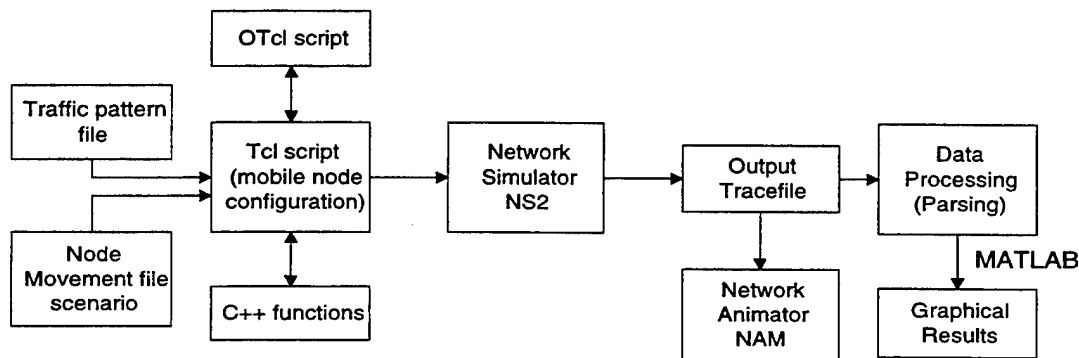 OTcl script
Traffic pattern
file
Tcl script
(mobile node
configuration)
Node
Movement file
scenario
C++ functions
Network
Simulator
NS2
Output
Tracefile
Network
Animator
NAM
Data
Processing
(Parsing)
MATLAB
Graphical
Results